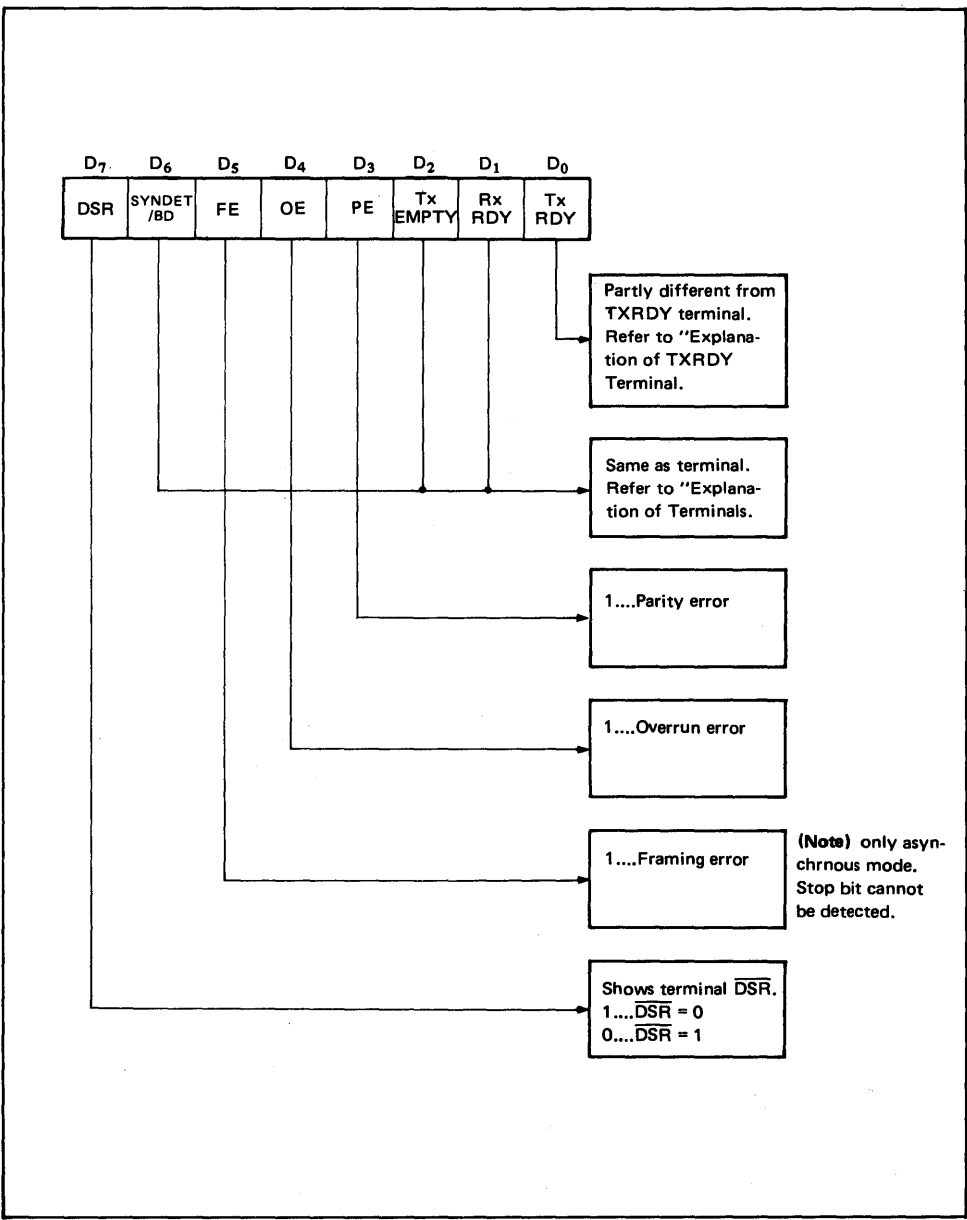 D7 D6 D5 D4 D3 D2 D1 D0
DSR SYNDET /BD FE OE PE Tx EMPTY Rx RDY Tx RDY
Partly different from
TXRDY terminal.
Refer to "Explana-
tion of TXRDY
Terminal.
Same as terminal.
Refer to "Explana-
tion of Terminals.
1....Parity error
1....Overrun error
1....Framing error
(Note) only asyn-
chrnous mode.
Stop bit cannot
be detected.
Shows terminal D̅S̅R̅.
1....D̅S̅R̅ = 0
0....D̅S̅R̅ = 1